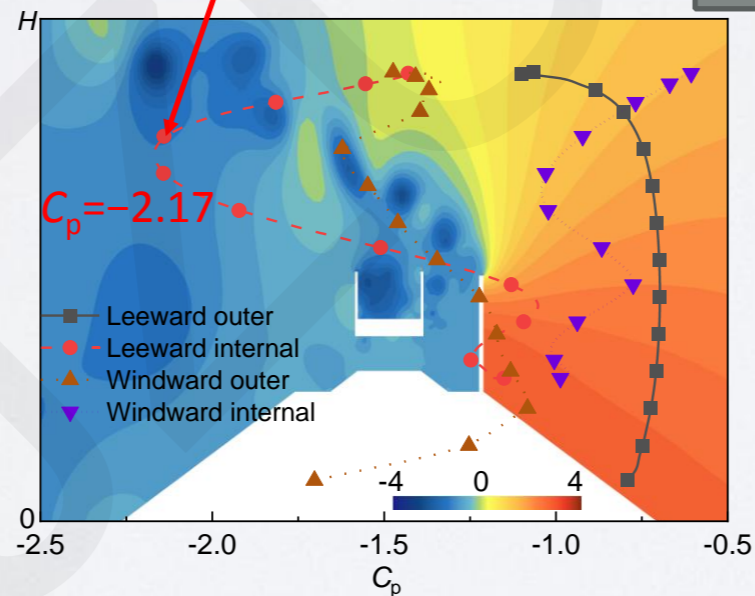 H
Cp=−2.17
Leeward outer
Leeward internal
Windward outer
Windward internal
-4 0 4
0
-2.5 -2.0 -1.5 -1.0 -0.5
Cp